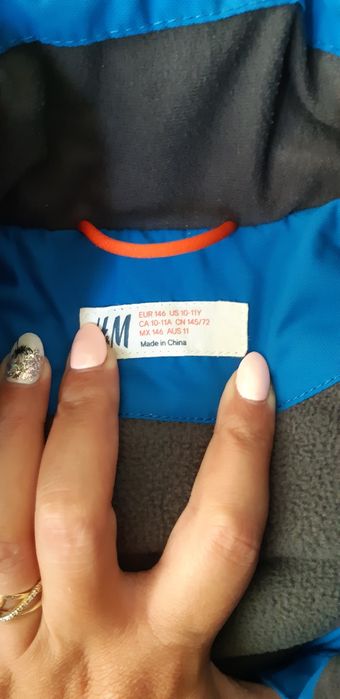 H&M
EUR 146 US 10-11Y
CA 10-11A CN 145/72
MX 146 AUS 11
Made in China